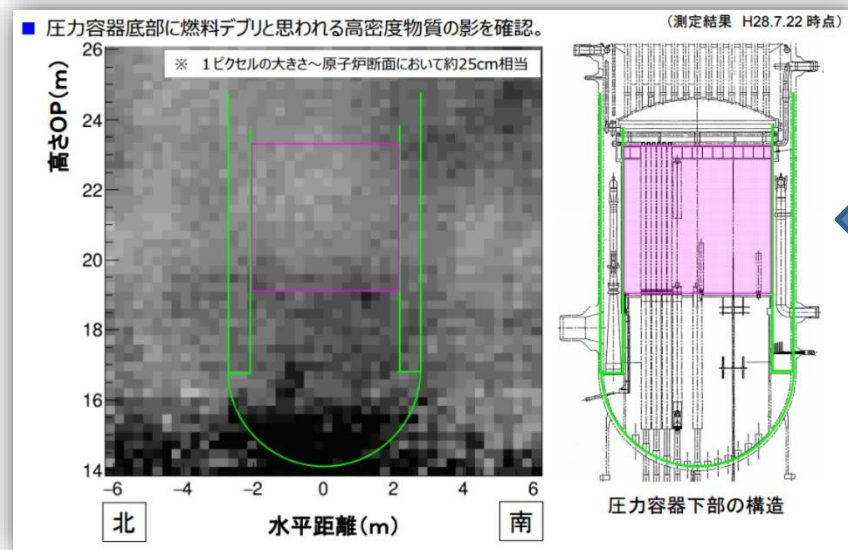 ■ 圧力容器底部に燃料デブリと思われる高密度物質の影を確認。
(測定結果 H28.7.22 時点)
※ 1ピクセルの大きさ~原子炉断面において約25cm相当
高さOP(m)
26
24
22
20
18
16
14
−6
−4
−2
0
2
4
6
北
水平距離(m)
南
圧力容器下部の構造